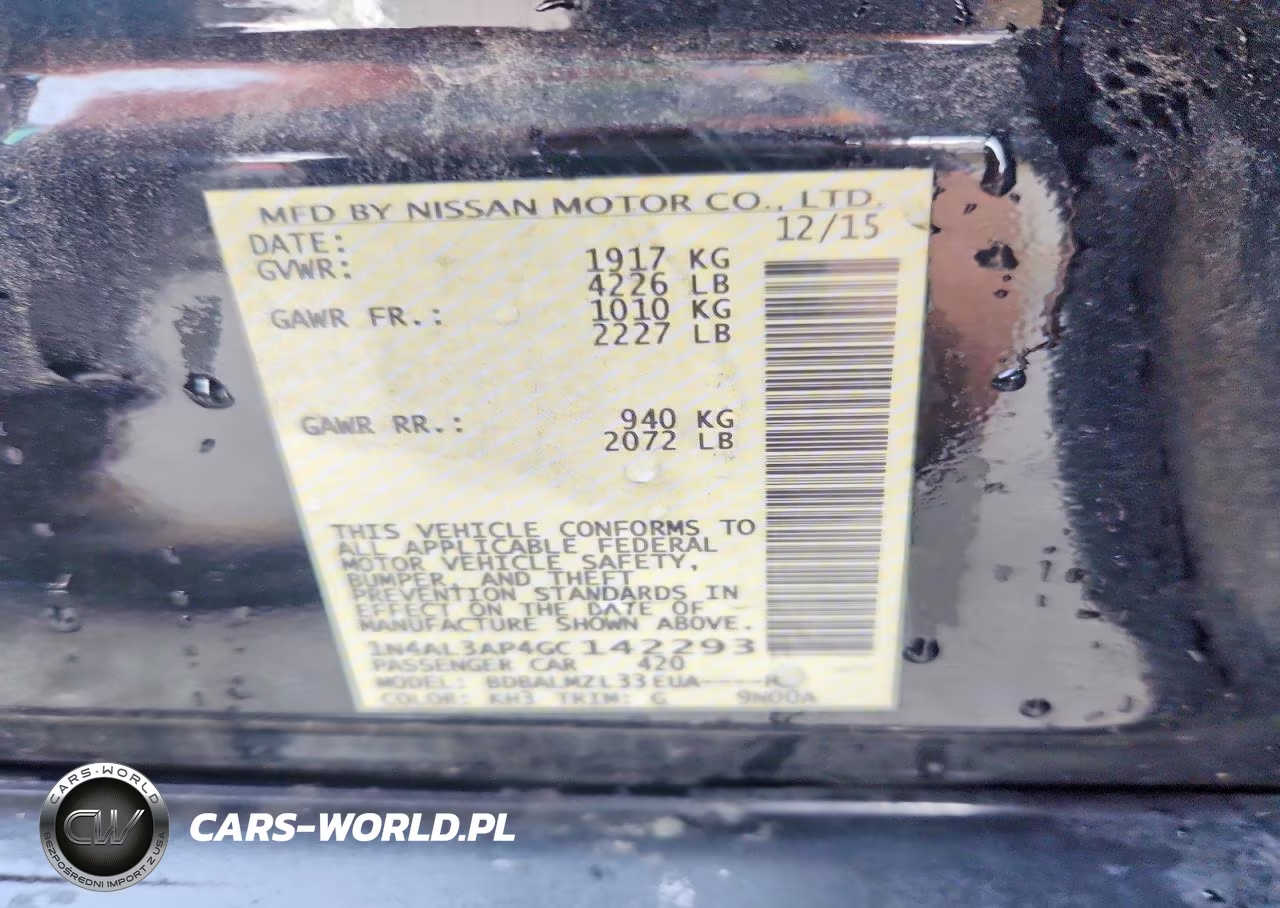 MFD BY NISSAN MOTOR CO., LTD.
DATE: 12/15
GVWR: 1917 KG
4226 LB
GAWR FR.: 1010 KG
2227 LB
GAWR RR.: 940 KG
2072 LB
THIS VEHICLE CONFORMS TO
ALL APPLICABLE FEDERAL
MOTOR VEHICLE SAFETY,
BUMPER, AND THEFT
PREVENTION STANDARDS IN
EFFECT ON THE DATE OF
MANUFACTURE SHOWN ABOVE.
1N4AL3AP4GC142293
PASSENGER CAR 420
MODEL: BDBALMZL33EUA----
COLOR: KH3 TRIM: G 9N00A
CARS-WORLD
CW
BEZPOŚREDNI IMPORT Z USA
CARS-WORLD.PL